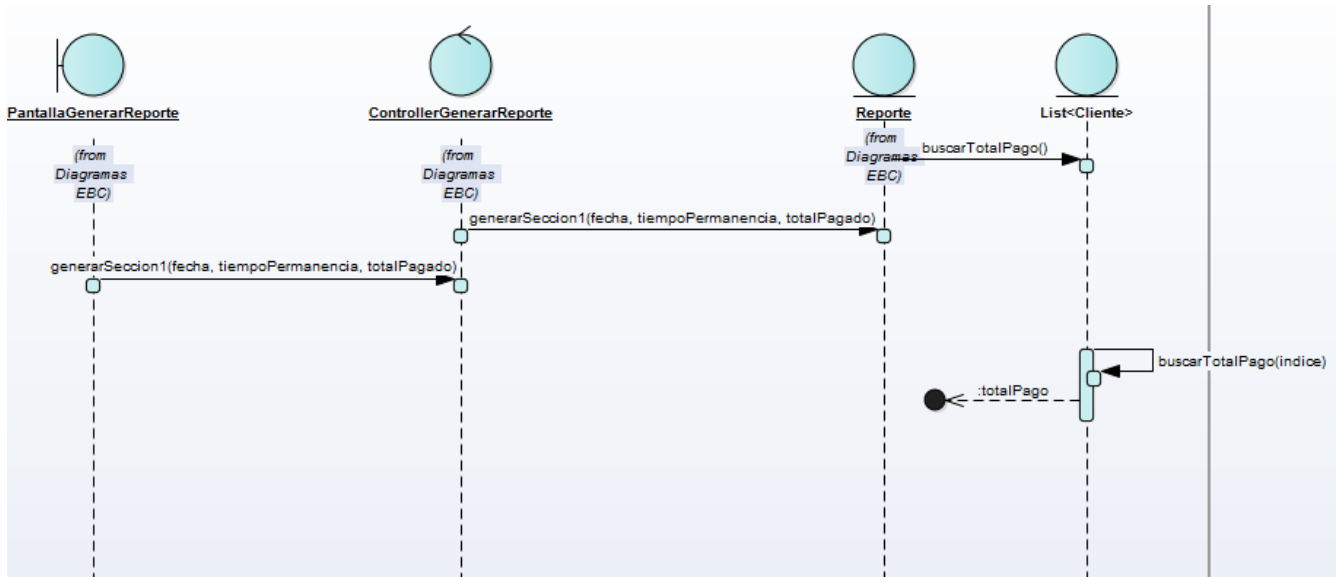 PantallaGenerarReporte
ControllerGenerarReporte
Reporte
List<Cliente>
(from
Diagramas
EBC)
(from
Diagramas
EBC)
(from
Diagramas
EBC)
buscarTotalPago()
generarSeccion1(fecha, tiempoPermanencia, totalPagado)
generarSeccion1(fecha, tiempoPermanencia, totalPagado)
buscarTotalPago(indice)
:totalPago